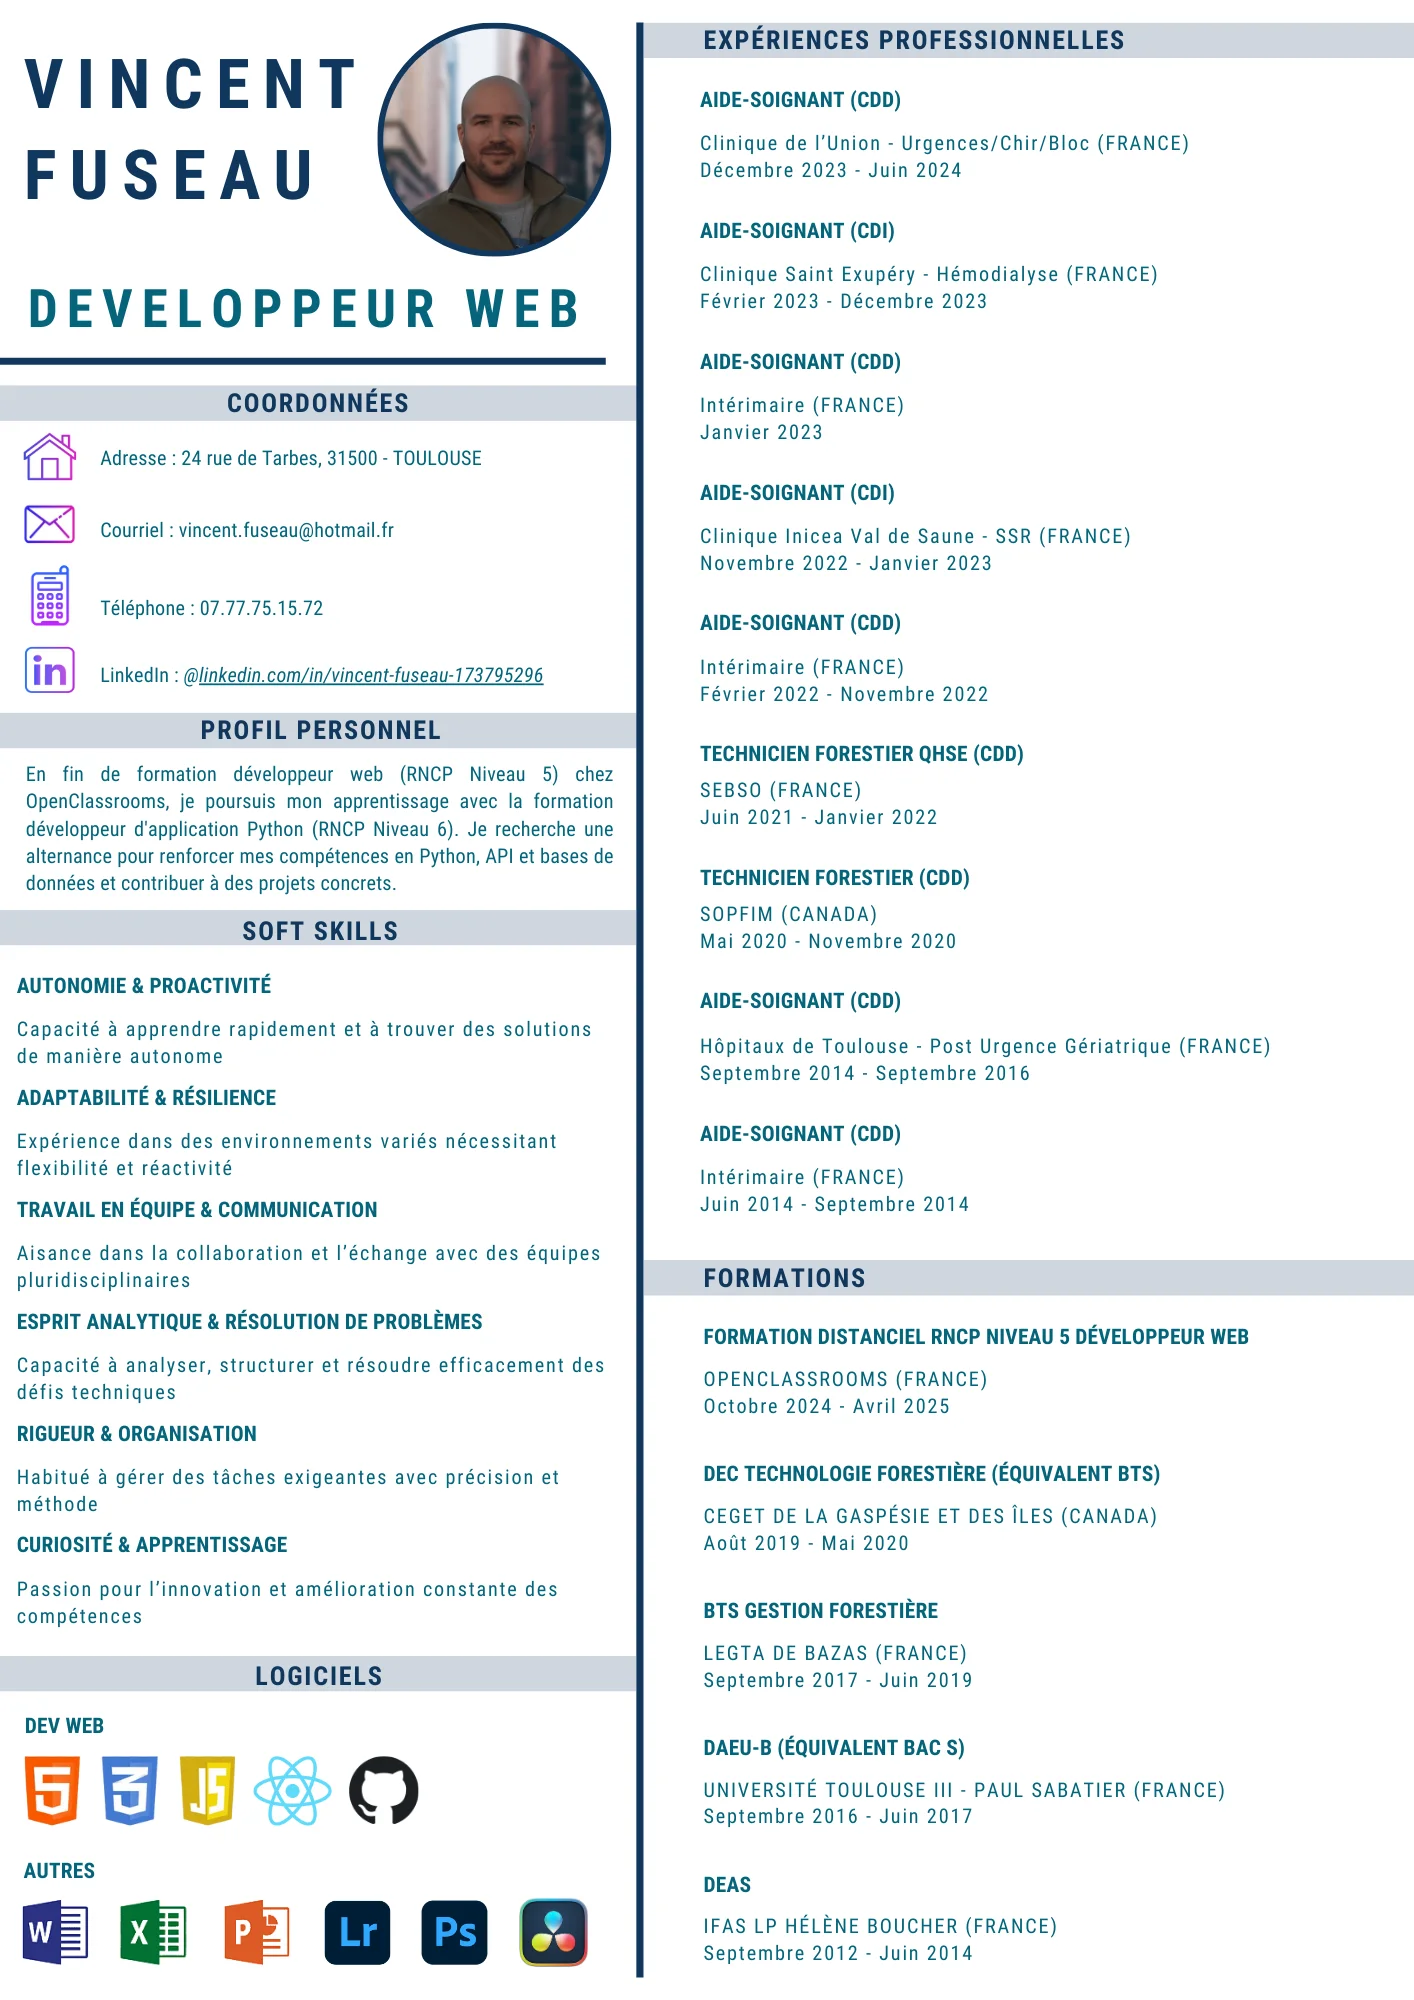 VINCENT
FUSEAU
DEVELOPPEUR WEB
COORDONNÉES
Adresse : 24 rue de Tarbes, 31500 - TOULOUSE
Courriel : vincent.fuseau@hotmail.fr
Téléphone : 07.77.75.15.72
in
LinkedIn : @linkedin.com/in/vincent-fuseau-173795296
PROFIL PERSONNEL
En fin de formation développeur web (RNCP Niveau 5) chez
OpenClassrooms, je poursuis mon apprentissage avec la formation
développeur d'application Python (RNCP Niveau 6). Je recherche une
alternance pour renforcer mes compétences en Python, API et bases de
données et contribuer à des projets concrets.
SOFT SKILLS
AUTONOMIE & PROACTIVITÉ
Capacité à apprendre rapidement et à trouver des solutions
de manière autonome
ADAPTABILITÉ & RÉSILIENCE
Expérience dans des environnements variés nécessitant
flexibilité et réactivité
TRAVAIL EN ÉQUIPE & COMMUNICATION
Aisance dans la collaboration et l’échange avec des équipes
pluridisciplinaires
ESPRIT ANALYTIQUE & RÉSOLUTION DE PROBLÈMES
Capacité à analyser, structurer et résoudre efficacement des
défis techniques
RIGUEUR & ORGANISATION
Habitué à gérer des tâches exigeantes avec précision et
méthode
CURIOSITÉ & APPRENTISSAGE
Passion pour l’innovation et amélioration constante des
compétences
LOGICIELS
DEV WEB
5 3 JS
AUTRES
W X P Lr Ps
EXPÉRIENCES PROFESSIONNELLES
AIDE-SOIGNANT (CDD)
Clinique de l’Union - Urgences/Chir/Bloc (FRANCE)
Décembre 2023 - Juin 2024
AIDE-SOIGNANT (CDI)
Clinique Saint Exupéry - Hémodialyse (FRANCE)
Février 2023 - Décembre 2023
AIDE-SOIGNANT (CDD)
Intérimaire (FRANCE)
Janvier 2023
AIDE-SOIGNANT (CDI)
Clinique Inicea Val de Saune - SSR (FRANCE)
Novembre 2022 - Janvier 2023
AIDE-SOIGNANT (CDD)
Intérimaire (FRANCE)
Février 2022 - Novembre 2022
TECHNICIEN FORESTIER QHSE (CDD)
SEBSO (FRANCE)
Juin 2021 - Janvier 2022
TECHNICIEN FORESTIER (CDD)
SOPFIM (CANADA)
Mai 2020 - Novembre 2020
AIDE-SOIGNANT (CDD)
Hôpitaux de Toulouse - Post Urgence Gériatrique (FRANCE)
Septembre 2014 - Septembre 2016
AIDE-SOIGNANT (CDD)
Intérimaire (FRANCE)
Juin 2014 - Septembre 2014
FORMATIONS
FORMATION DISTANCIEL RNCP NIVEAU 5 DÉVELOPPEUR WEB
OPENCLASSROOMS (FRANCE)
Octobre 2024 - Avril 2025
DEC TECHNOLOGIE FORESTIÈRE (ÉQUIVALENT BTS)
CEGET DE LA GASPÉSIE ET DES ÎLES (CANADA)
Août 2019 - Mai 2020
BTS GESTION FORESTIÈRE
LEGTA DE BAZAS (FRANCE)
Septembre 2017 - Juin 2019
DAEU-B (ÉQUIVALENT BAC S)
UNIVERSITÉ TOULOUSE III - PAUL SABATIER (FRANCE)
Septembre 2016 - Juin 2017
DEAS
IFAS LP HÉLÈNE BOUCHER (FRANCE)
Septembre 2012 - Juin 2014